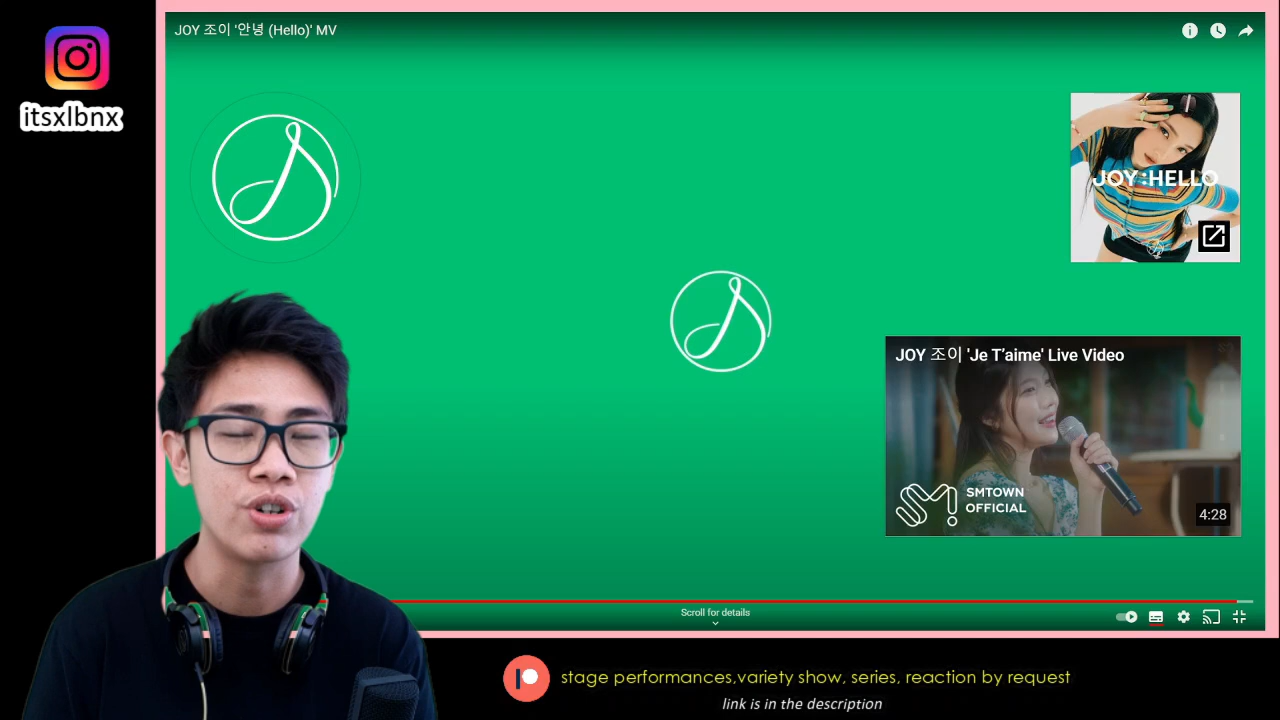 itsxlbnx
JOY 조이 '안녕 (Hello)' MV
JOY:HELLO
JOY 조이 'Je T’aime' Live Video
SMTOWN
OFFICIAL
4:28
Scroll for details
stage performances,variety show, series, reaction by request
link is in the description